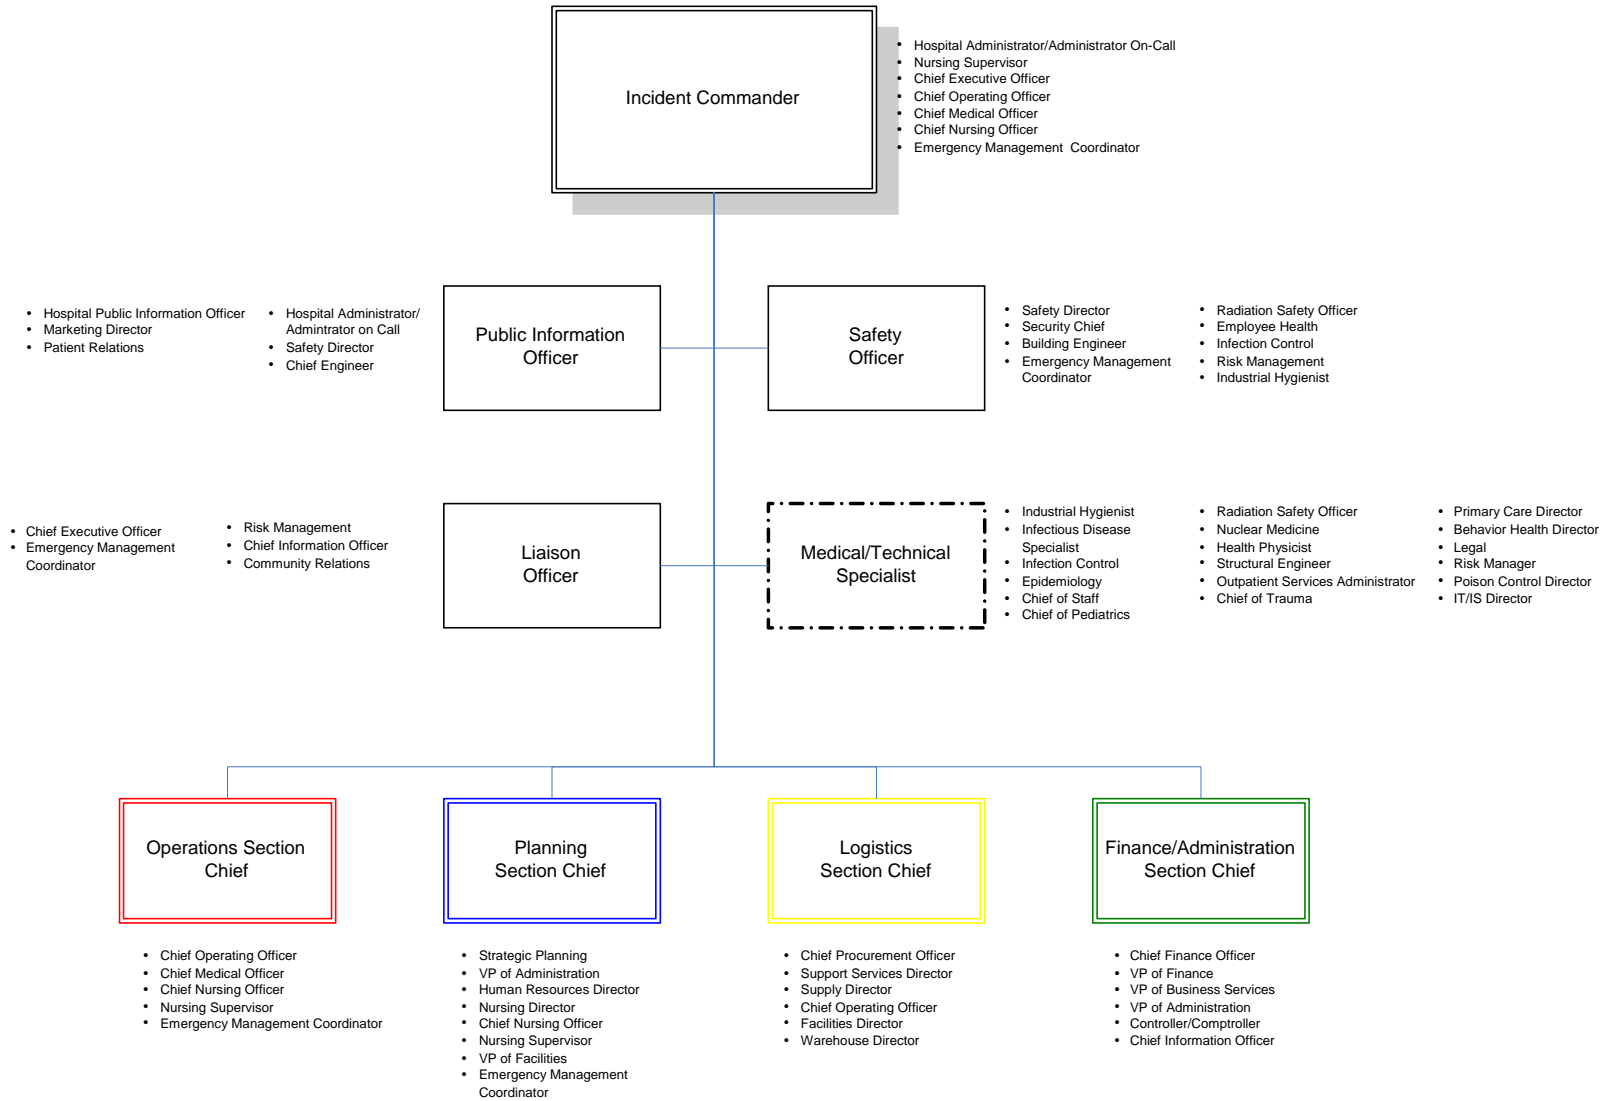 Incident Commander
• Hospital Administrator/Administrator On-Call
• Nursing Supervisor
• Chief Executive Officer
• Chief Operating Officer
• Chief Medical Officer
• Chief Nursing Officer
• Emergency Management Coordinator
• Hospital Public Information Officer
• Marketing Director
• Patient Relations
• Hospital Administrator/
Admintrator on Call
• Safety Director
• Chief Engineer
Public Information
Officer
Safety
Officer
• Safety Director
• Security Chief
• Building Engineer
• Emergency Management
Coordinator
• Radiation Safety Officer
• Employee Health
• Infection Control
• Risk Management
• Industrial Hygienist
• Chief Executive Officer
• Emergency Management
Coordinator
• Risk Management
• Chief Information Officer
• Community Relations
Liaison
Officer
Medical/Technical
Specialist
• Industrial Hygienist
• Infectious Disease
Specialist
• Infection Control
• Epidemiology
• Chief of Staff
• Chief of Pediatrics
• Radiation Safety Officer
• Nuclear Medicine
• Health Physicist
• Structural Engineer
• Outpatient Services Administrator
• Chief of Trauma
• Primary Care Director
• Behavior Health Director
• Legal
• Risk Manager
• Poison Control Director
• IT/IS Director
Operations Section
Chief
• Chief Operating Officer
• Chief Medical Officer
• Chief Nursing Officer
• Nursing Supervisor
• Emergency Management Coordinator
Planning
Section Chief
• Strategic Planning
• VP of Administration
• Human Resources Director
• Nursing Director
• Chief Nursing Officer
• Nursing Supervisor
• VP of Facilities
• Emergency Management
Coordinator
Logistics
Section Chief
• Chief Procurement Officer
• Support Services Director
• Supply Director
• Chief Operating Officer
• Facilities Director
• Warehouse Director
Finance/Administration
Section Chief
• Chief Finance Officer
• VP of Finance
• VP of Business Services
• VP of Administration
• Controller/Comptroller
• Chief Information Officer